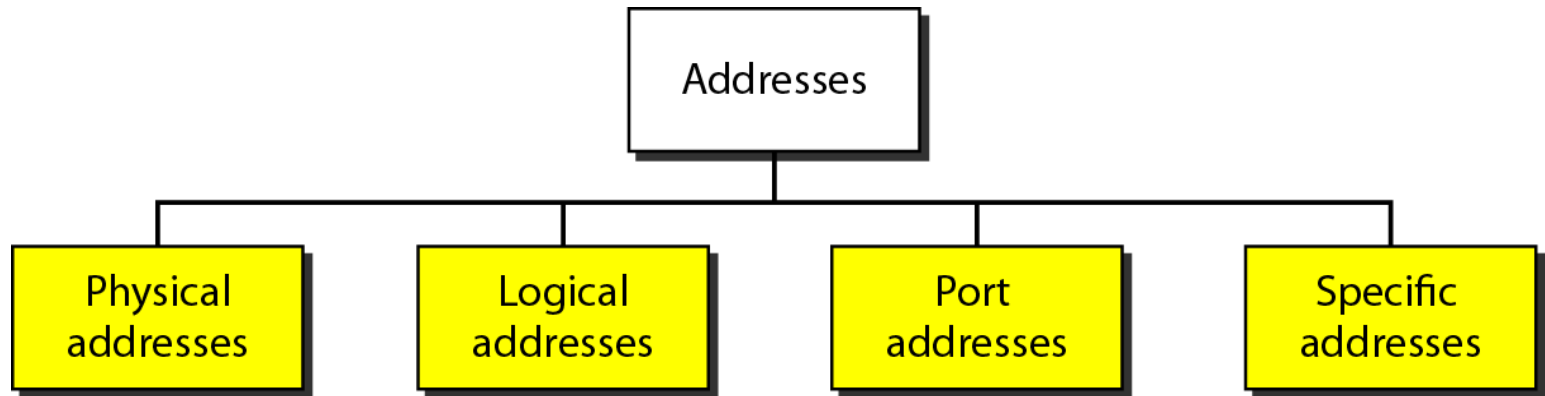 Addresses
Physical
addresses
Logical
addresses
Port
addresses
Specific
addresses